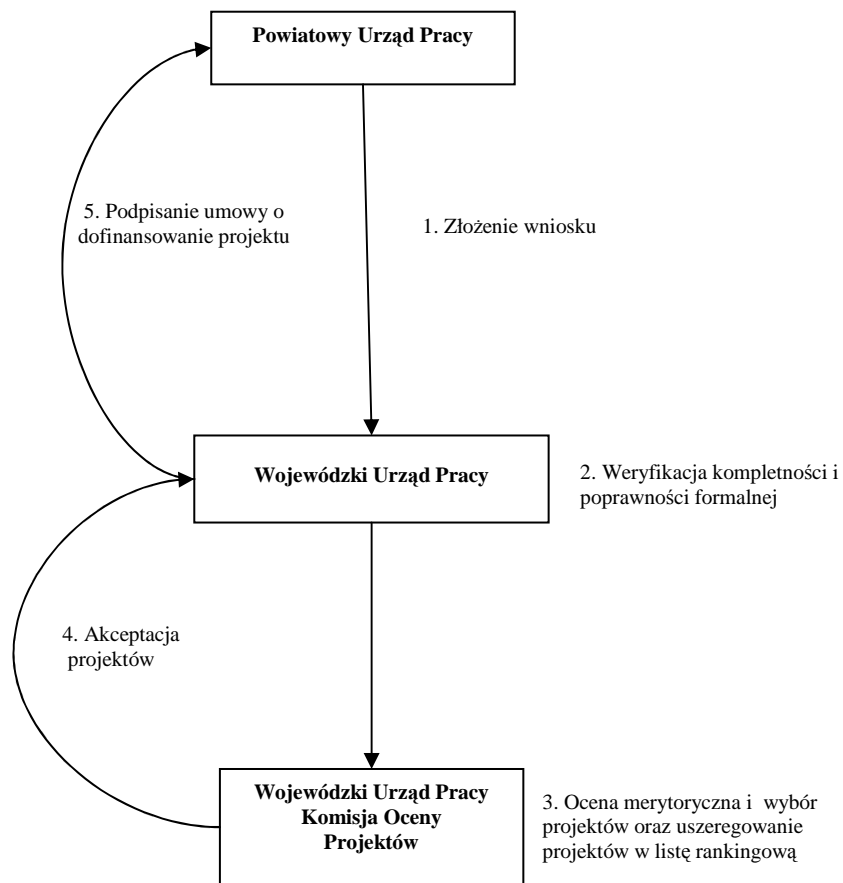 Powiatowy Urząd Pracy
5. Podpisanie umowy o
dofinansowanie projektu
1. Złożenie wniosku
Wojewódzki Urząd Pracy
2. Weryfikacja kompletności i
poprawności formalnej
4. Akceptacja
projektów
Wojewódzki Urząd Pracy
Komisja Oceny
Projektów
3. Ocena merytoryczna i wybór
projektów oraz uszeregowanie
projektów w listę rankingową